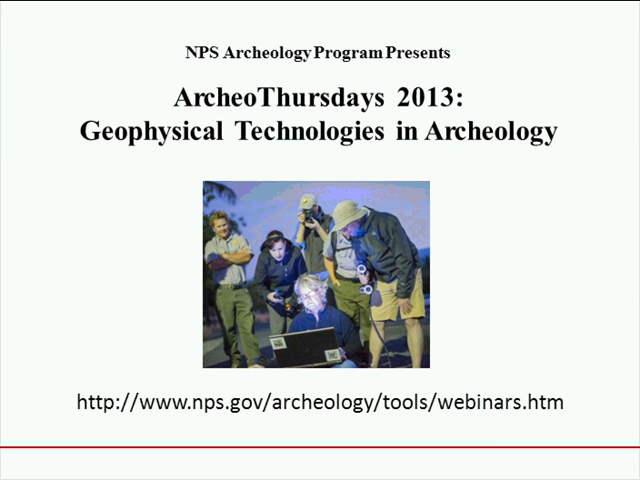 NPS Archeology Program Presents
ArcheoThursdays 2013:
Geophysical Technologies in Archeology
http://www.nps.gov/archeology/tools/webinars.htm